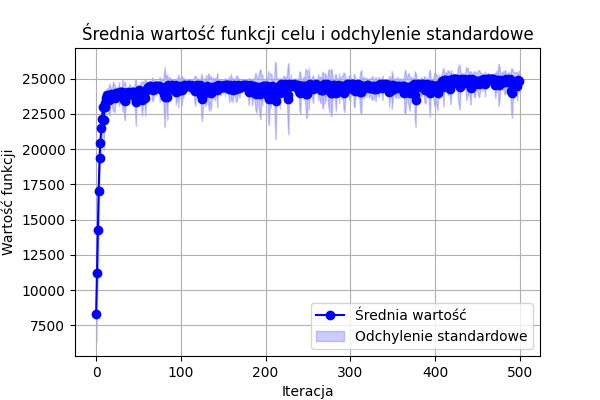 Średnia wartość funkcji celu i odchylenie standardowe
Wartość funkcji
25000
22500
20000
17500
15000
12500
10000
7500
0
100
200
300
400
500
Iteracja
Średnia wartość
Odchylenie standardowe